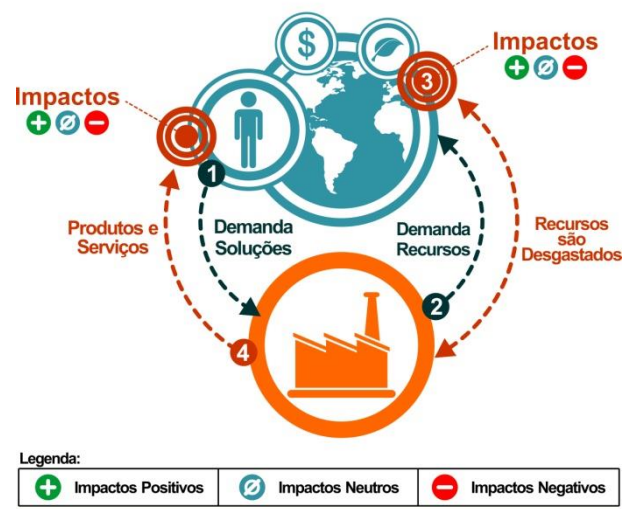 $
Impactos
3
Impactos
1
Produtos e
Serviços
Demanda
Soluções
Demanda
Recursos
Recursos
são
Desgastados
2
4
Legenda:
Impactos Positivos
Impactos Neutros
Impactos Negativos